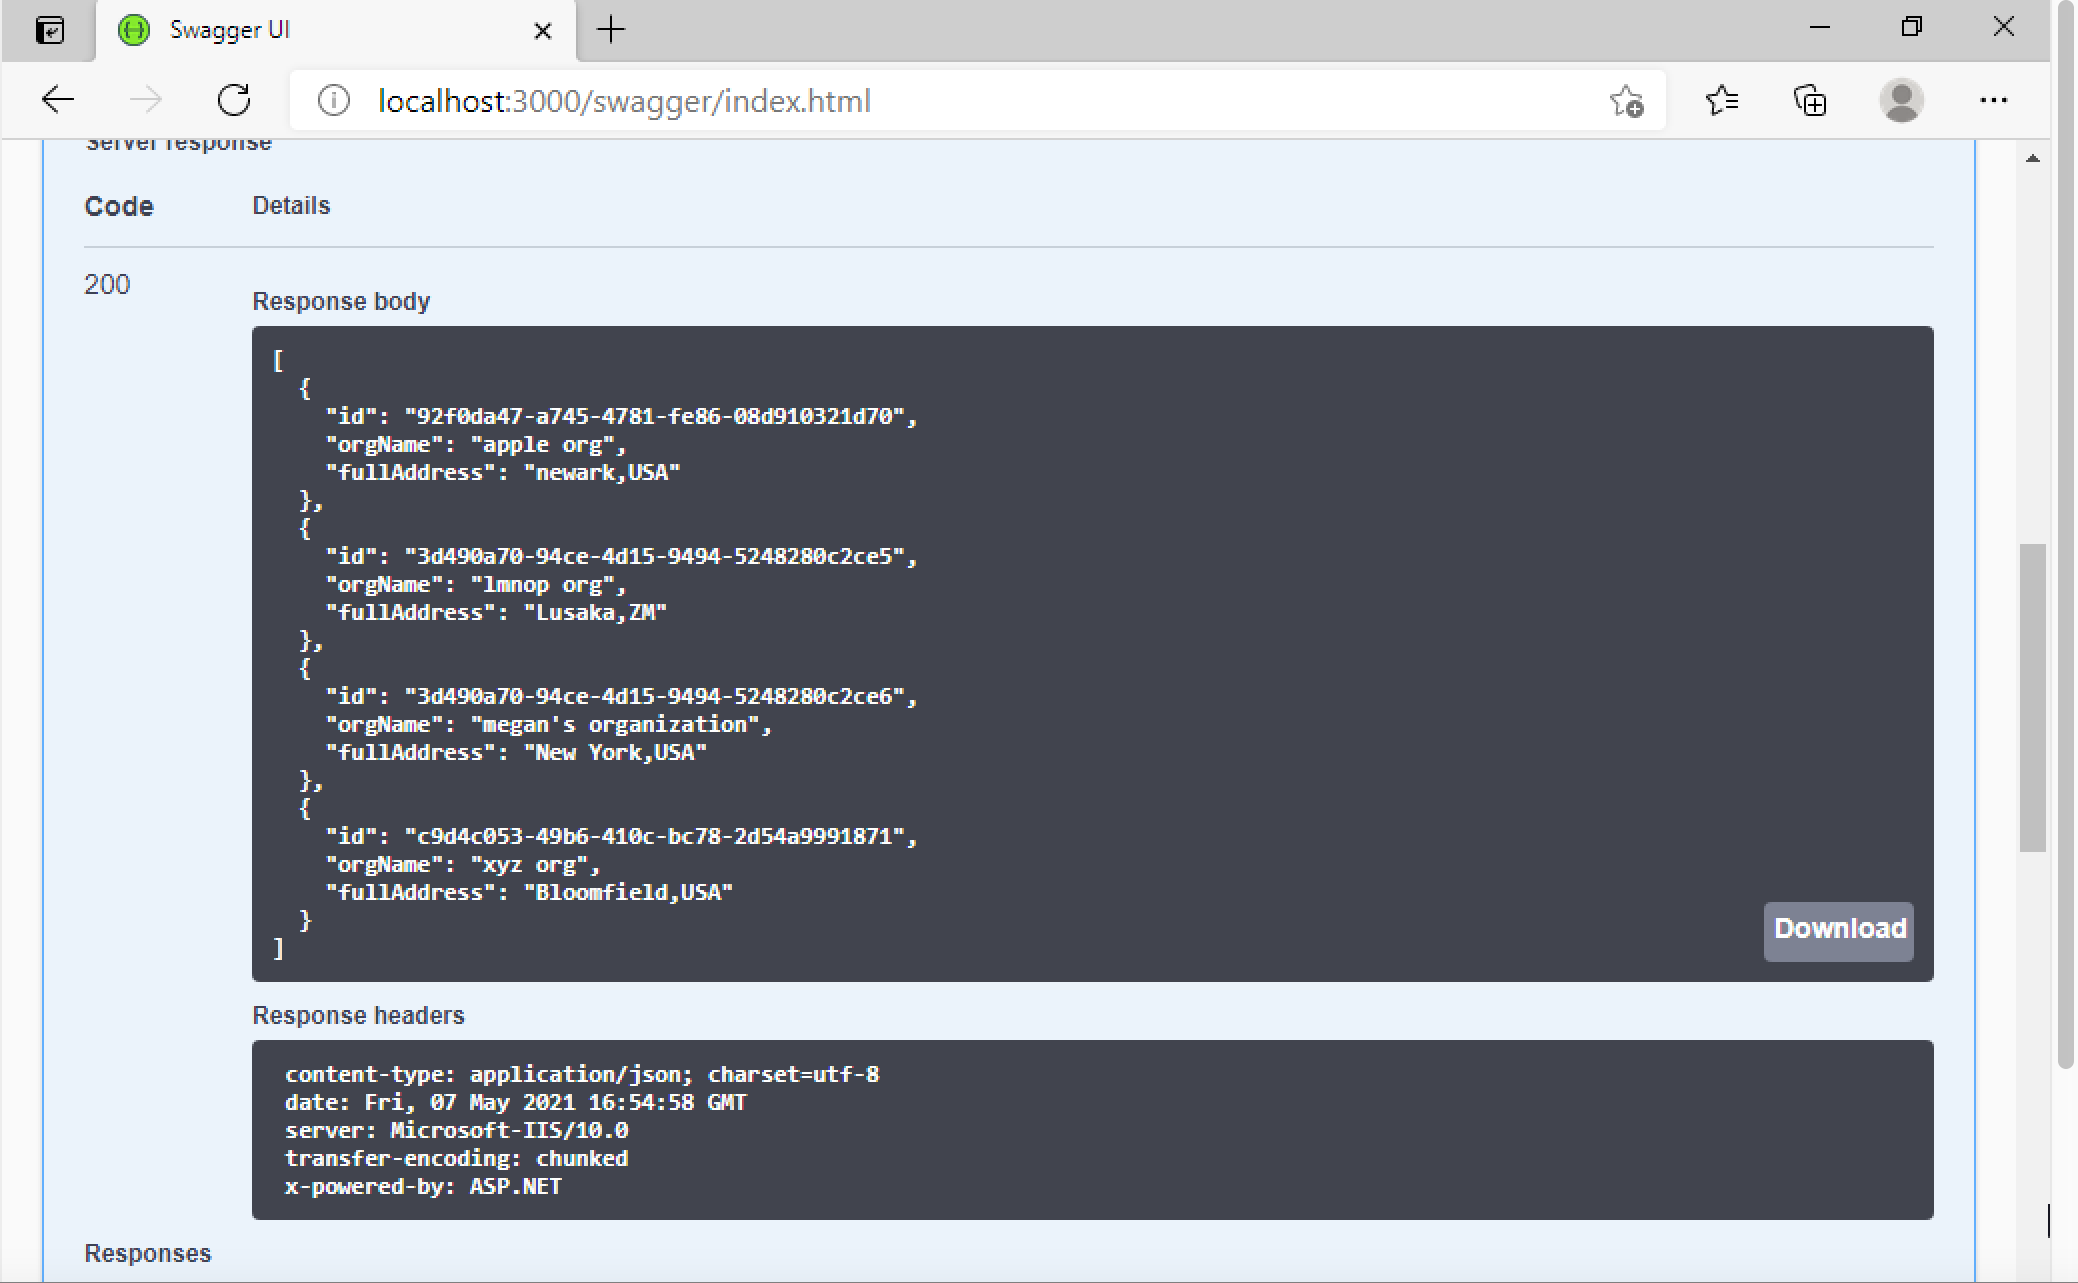 Swagger UI
localhost:3000/swagger/index.html
Server response
Code Details
200
Response body
[
  {
    "id": "92f0da47-a745-4781-fe86-08d910321d70",
    "orgName": "apple org",
    "fullAddress": "newark,USA"
  },
  {
    "id": "3d490a70-94ce-4d15-9494-5248280c2ce5",
    "orgName": "lmnop org",
    "fullAddress": "Lusaka,ZM"
  },
  {
    "id": "3d490a70-94ce-4d15-9494-5248280c2ce6",
    "orgName": "megan's organization",
    "fullAddress": "New York,USA"
  },
  {
    "id": "c9d4c053-49b6-410c-bc78-2d54a9991871",
    "orgName": "xyz org",
    "fullAddress": "Bloomfield,USA"
  }
]
Download
Response headers
content-type: application/json; charset=utf-8
date: Fri, 07 May 2021 16:54:58 GMT
server: Microsoft-IIS/10.0
transfer-encoding: chunked
x-powered-by: ASP.NET
Responses